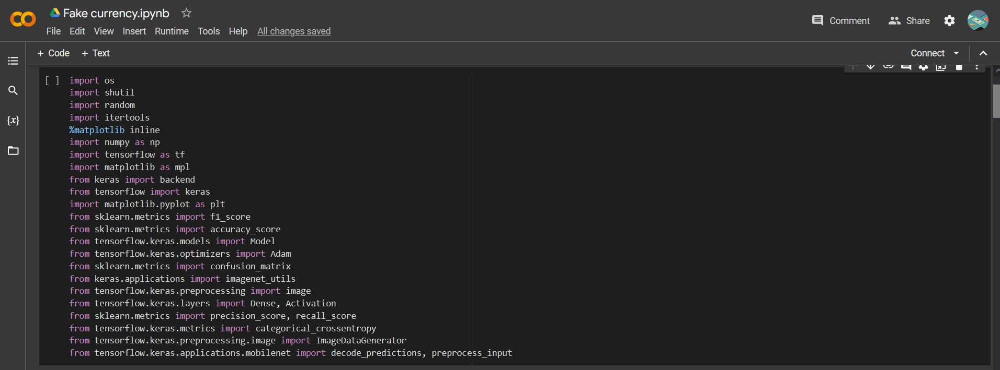 Fake currency.ipynb
File Edit View Insert Runtime Tools Help All changes saved
Comment Share
+ Code + Text
Connect
{x}
[ ] import os
import shutil
import random
import itertools
%matplotlib inline
import numpy as np
import tensorflow as tf
import matplotlib as mpl
from keras import backend
from tensorflow import keras
import matplotlib.pyplot as plt
from sklearn.metrics import f1_score
from sklearn.metrics import accuracy_score
from tensorflow.keras.models import Model
from tensorflow.keras.optimizers import Adam
from sklearn.metrics import confusion_matrix
from keras.applications import imagenet_utils
from tensorflow.keras.preprocessing import image
from tensorflow.keras.layers import Dense, Activation
from sklearn.metrics import precision_score, recall_score
from tensorflow.keras.metrics import categorical_crossentropy
from tensorflow.keras.preprocessing.image import ImageDataGenerator
from tensorflow.keras.applications.mobilenet import decode_predictions, preprocess_input